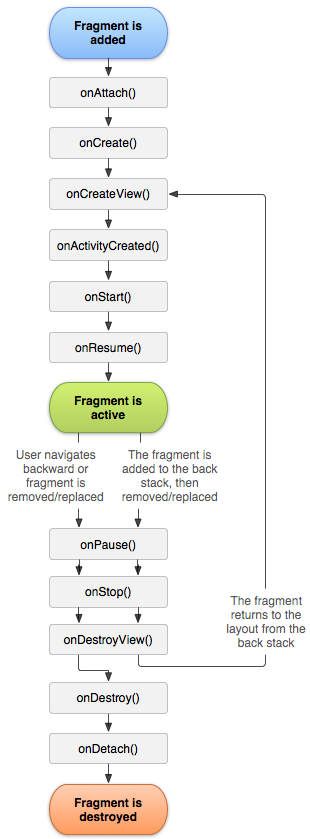 Fragment is
added
onAttach()
onCreate()
onCreateView()
onActivityCreated()
onStart()
onResume()
Fragment is
active
User navigates
backward or
fragment is
removed/replaced
The fragment is
added to the back
stack, then
removed/replaced
onPause()
onStop()
onDestroyView()
The fragment
returns to the
layout from the
back stack
onDestroy()
onDetach()
Fragment is
destroyed